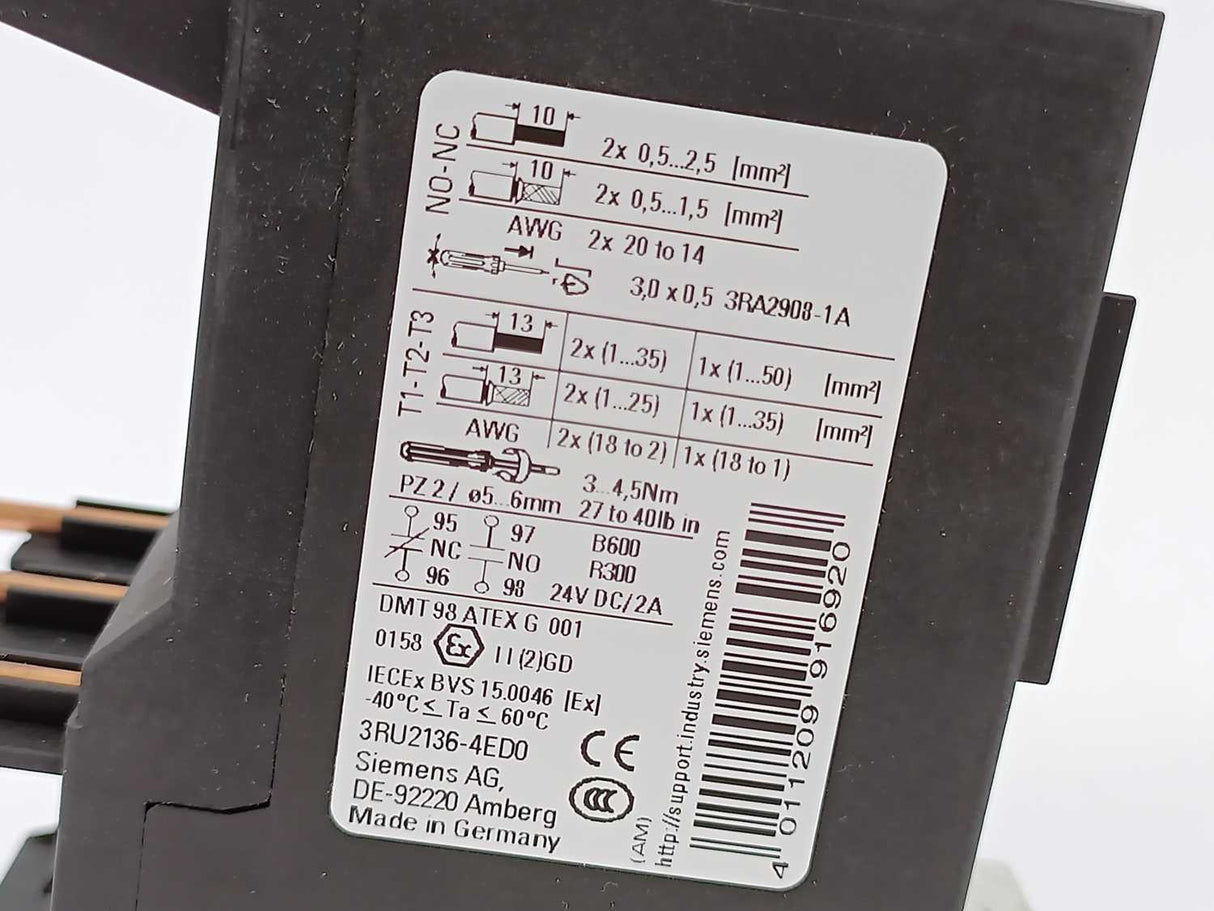 NO-NC
10
2x 0,5...2,5 [mm²]
10
2x 0,5...1,5 [mm²]
AWG 2x 20 to 14
3,0 x 0,5 3RA2908-1A
T1-T2-T3
13 2x (1...35) 1x (1...50) [mm²]
13 2x (1...25) 1x (1...35) [mm²]
AWG 2x (18 to 2) 1x (18 to 1)
3...4,5Nm
PZ 2 / ø5...6mm 27 to 40lb in
95 97 B600
NC NO R300
96 98 24V DC/2A
DMT 98 ATEX G 001
0158 Ex II (2)GD
IECEx BVS 15.0046 [Ex]
-40°C ≤ Ta ≤ 60°C
3RU2136-4ED0 CE
Siemens AG,
DE-92220 Amberg CCC
Made in Germany
(AM)
http://support.industry.siemens.com
4 011209 916920